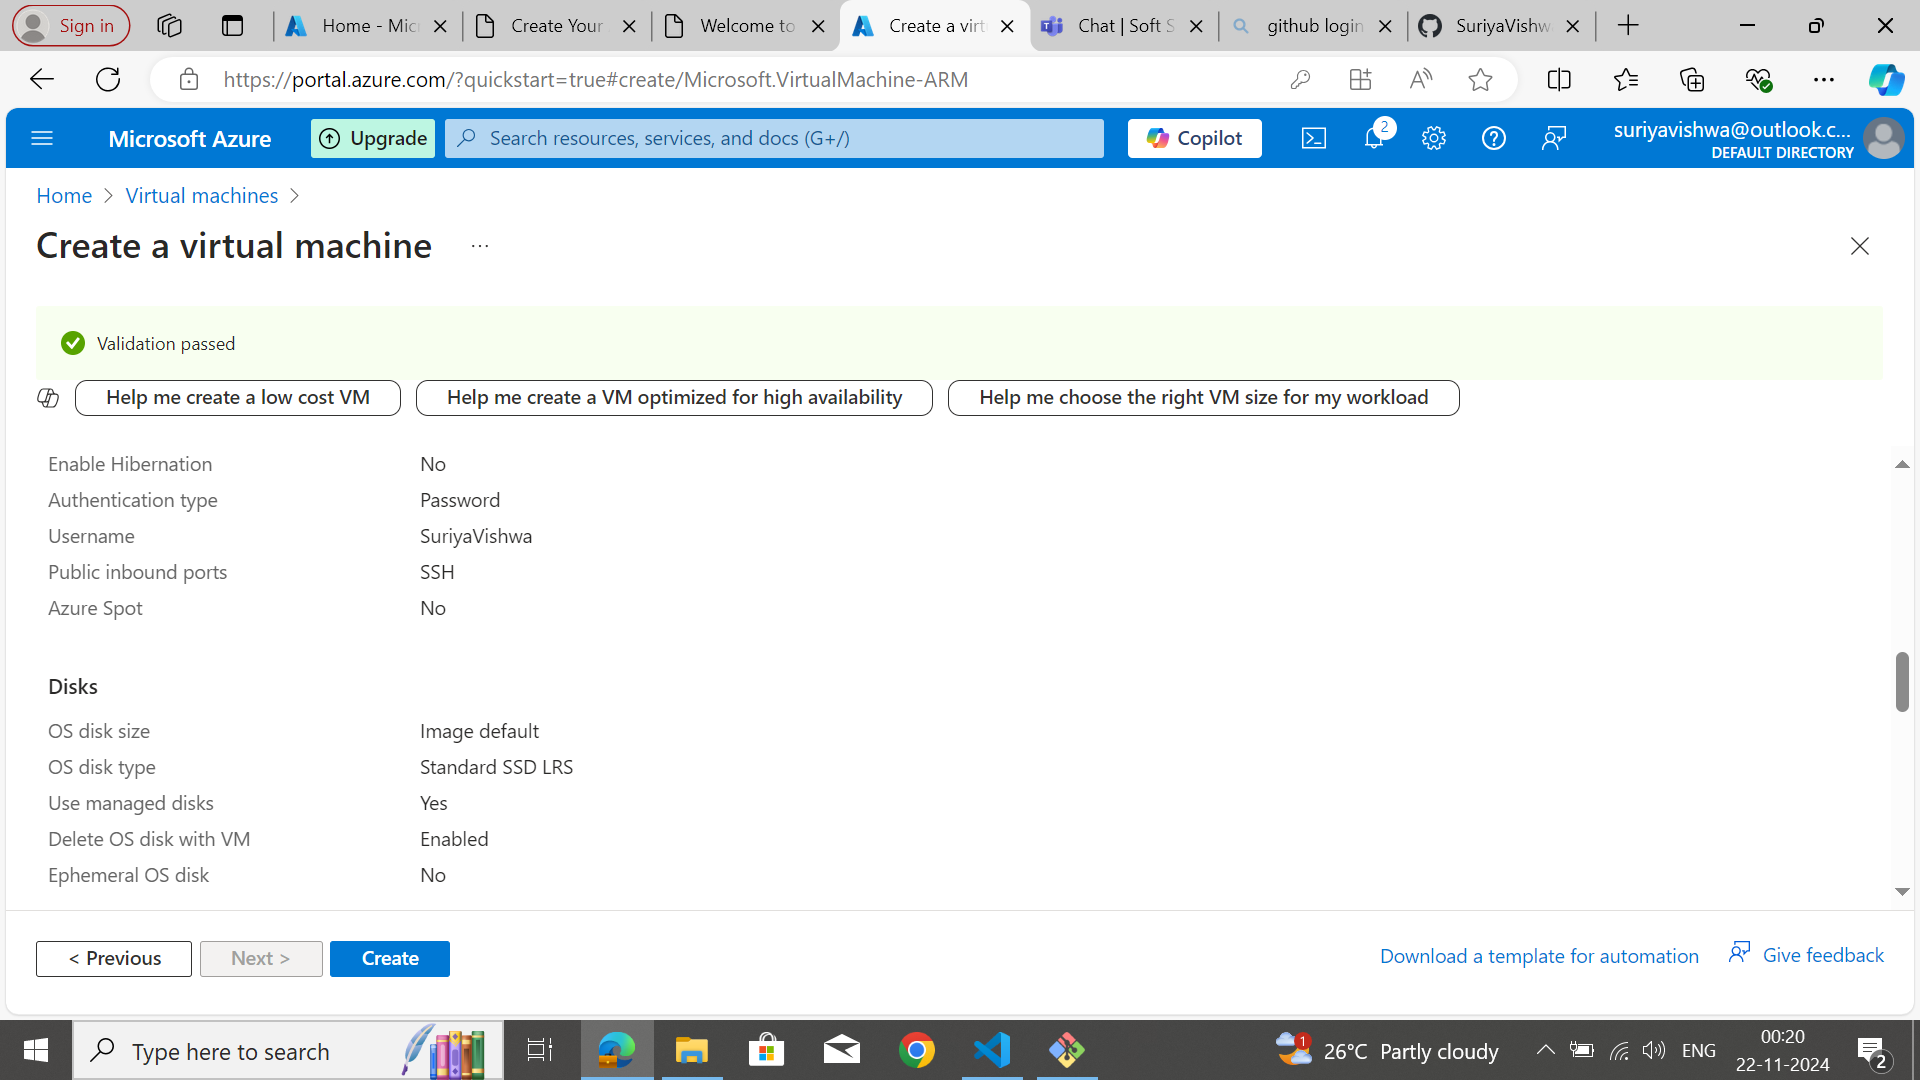 Sign in
Home - Mic
Create Your
Welcome to
Create a virt
Chat | Soft S
github login
SuriyaVishw
https://portal.azure.com/?quickstart=true#create/Microsoft.VirtualMachine-ARM
Microsoft Azure
Upgrade
Search resources, services, and docs (G+/)
Copilot
2
suriyavishwa@outlook.c...
DEFAULT DIRECTORY
Home > Virtual machines >
Create a virtual machine ...
Validation passed
Help me create a low cost VM
Help me create a VM optimized for high availability
Help me choose the right VM size for my workload
Enable Hibernation No
Authentication type Password
Username SuriyaVishwa
Public inbound ports SSH
Azure Spot No
Disks
OS disk size Image default
OS disk type Standard SSD LRS
Use managed disks Yes
Delete OS disk with VM Enabled
Ephemeral OS disk No
< Previous
Next >
Create
Download a template for automation
Give feedback
Type here to search
1
26°C Partly cloudy
ENG
00:20
22-11-2024
2